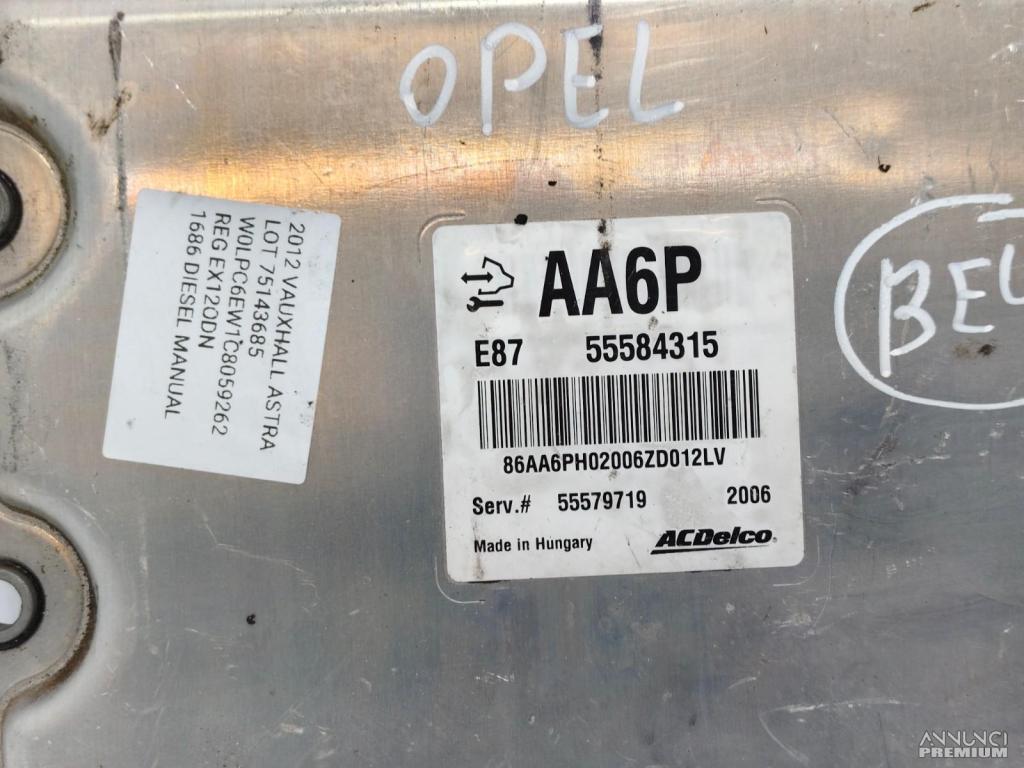 OPEL
2012 VAUXHALL ASTRA
LOT 75143685
W0LPC6EW1C8059262
REG EX12ODN
1686 DIESEL MANUAL
AA6P
E87 55584315
86AA6PH02006ZD012LV
Serv.# 55579719 2006
Made in Hungary ACDelco
ANNUNCI
PREMIUM